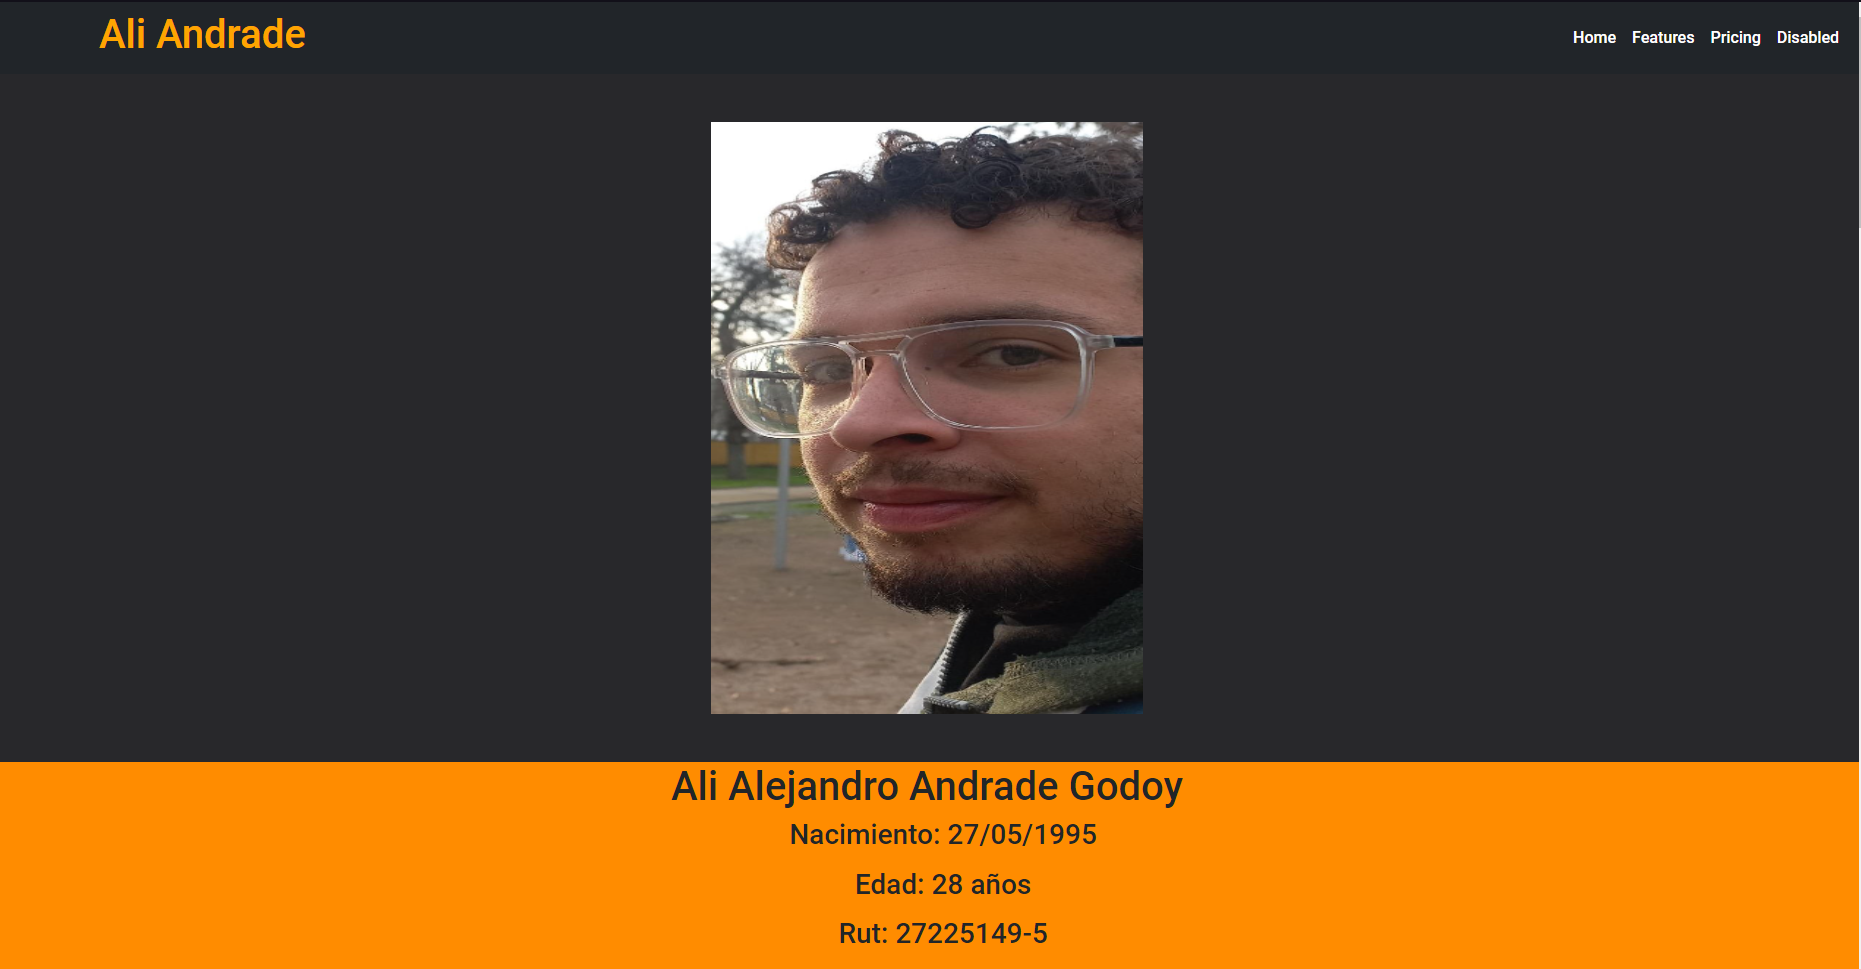 Ali Andrade
Home Features Pricing Disabled
Ali Alejandro Andrade Godoy
Nacimiento: 27/05/1995
Edad: 28 años
Rut: 27225149-5